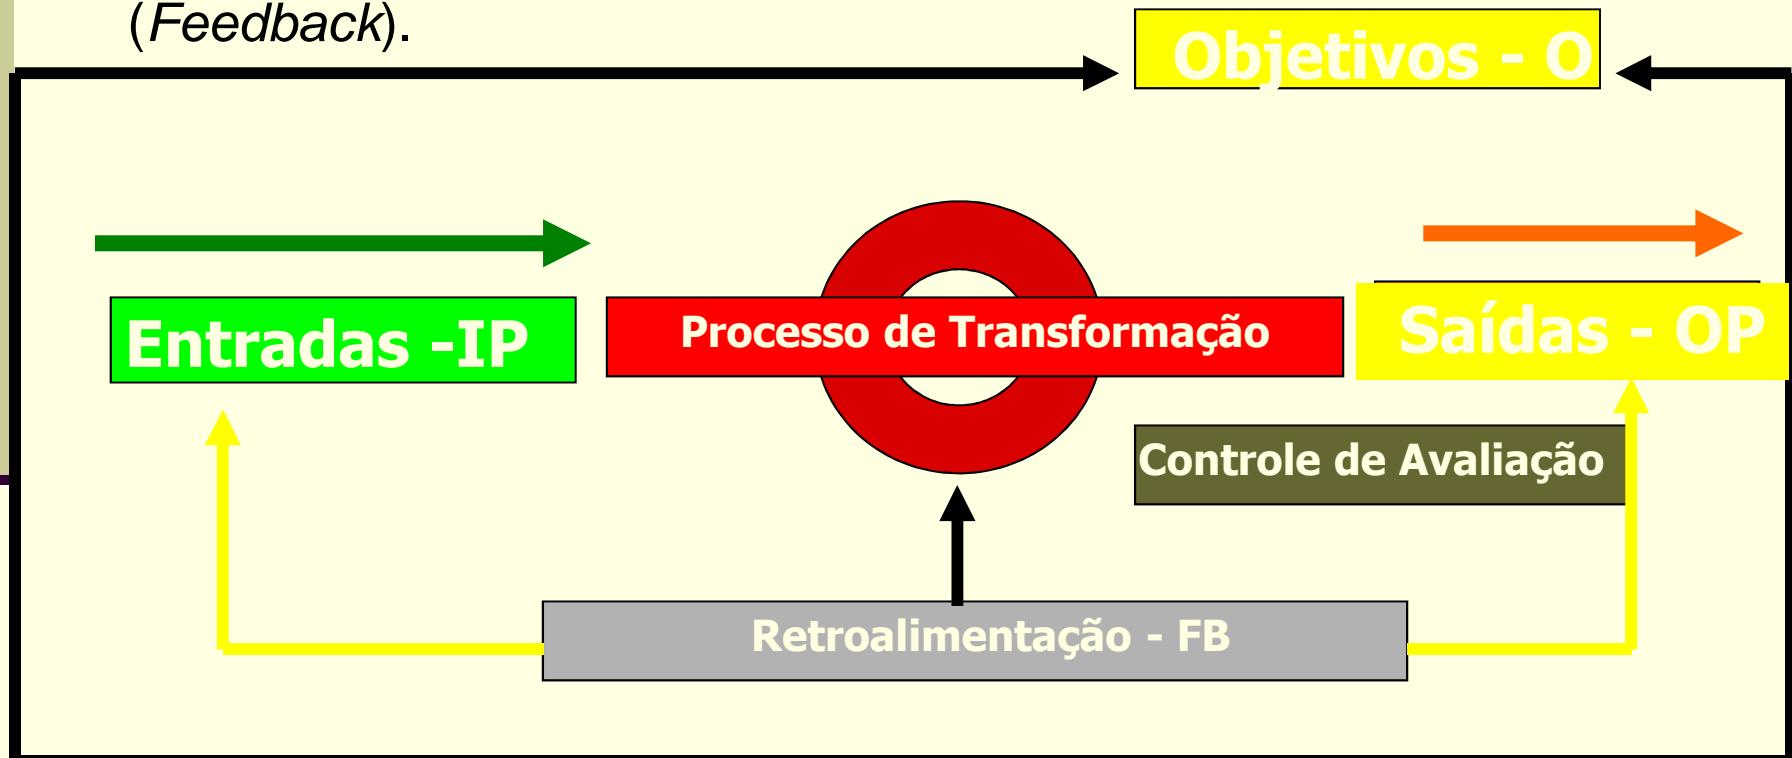 (Feedback).
Objetivos - O
Entradas -IP
Processo de Transformação
Saídas - OP
Controle de Avaliação
Retroalimentação - FB